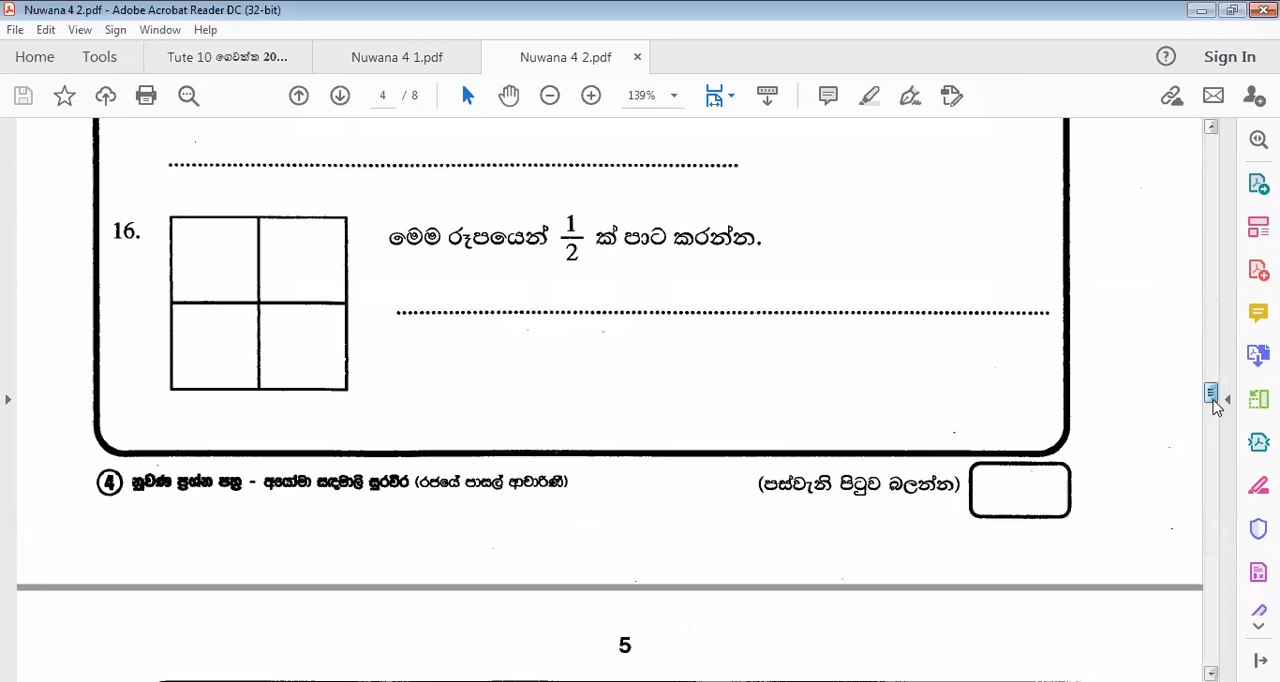 Nuwana 4 2.pdf - Adobe Acrobat Reader DC (32-bit)
File Edit View Sign Window Help
Home Tools Tute 10 ගෙවත්ත 20... Nuwana 4 1.pdf Nuwana 4 2.pdf × Sign In
4 / 8 139%
16. මෙම රූපයෙන් 1/2 ක් පාට කරන්න.
4 නුවණ ප්‍රශ්න පත්‍ර - අයෝමා සඳමාලි සුරවීර (රජයේ පාසල් ආචාරිණී) (පස්වැනි පිටුව බලන්න)
5